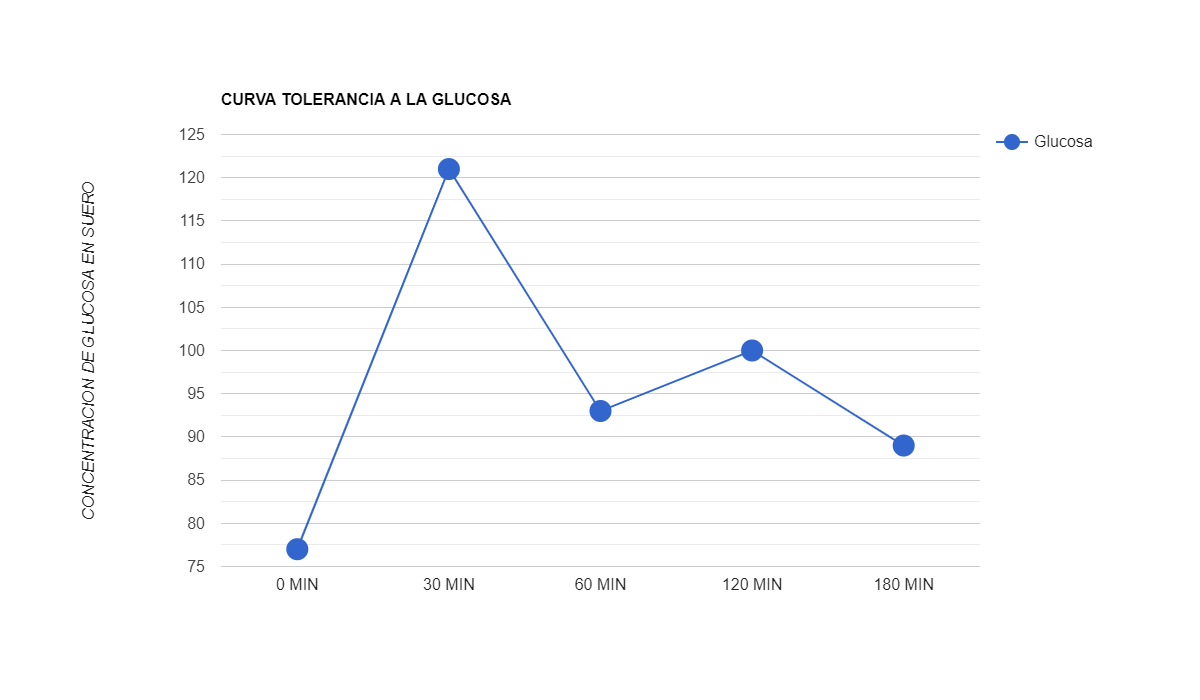 CURVA TOLERANCIA A LA GLUCOSA
Glucosa
CONCENTRACION DE GLUCOSA EN SUERO
125
120
115
110
105
100
95
90
85
80
75
0 MIN
30 MIN
60 MIN
120 MIN
180 MIN